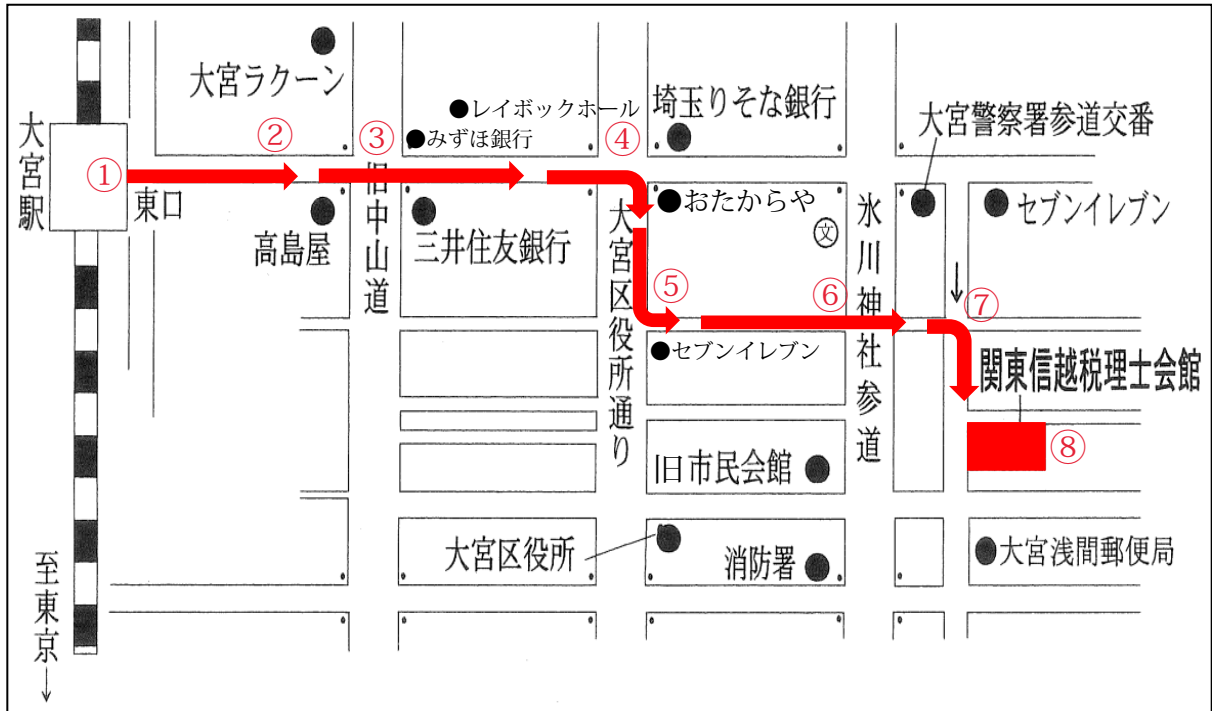 大宮ラクーン
●レイボックホール
●みずほ銀行
埼玉りそな銀行
大宮警察署参道交番
大宮駅
①
②
③
④
東口
高島屋
旧中山道
三井住友銀行
大宮区役所通り
●おたからや
文
氷川神社参道
セブンイレブン
⑤
⑥
⑦
●セブンイレブン
関東信越税理士会館
⑧
旧市民会館
大宮区役所
消防署
大宮浅間郵便局
至東京